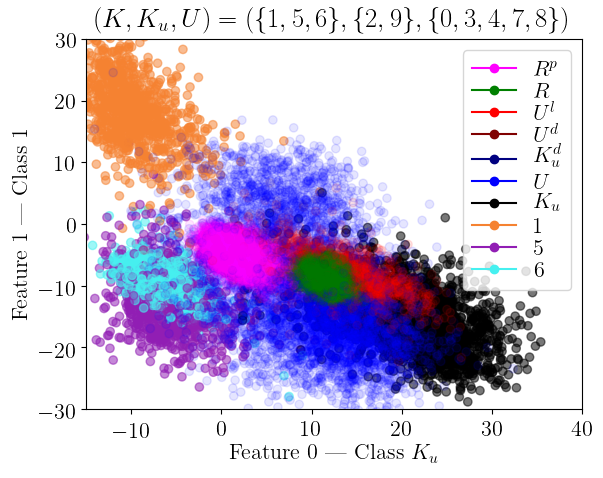 (K, K_u, U) = ({1, 5, 6}, {2, 9}, {0, 3, 4, 7, 8})
30
20
10
0
−10
−20
−30
Feature 1 — Class 1
R^p
R
U^l
U^d
K_u^d
U
K_u
1
5
6
−10
0
10
20
30
40
Feature 0 — Class K_u